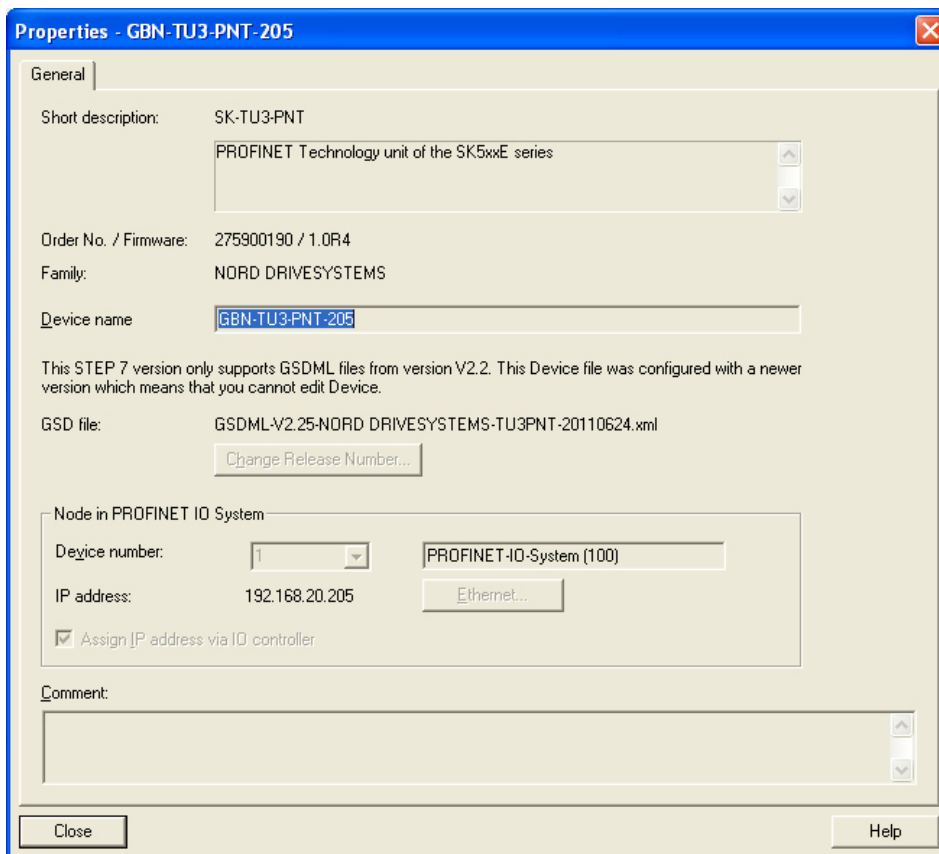 Properties - GBN-TU3-PNT-205
General
Short description: SK-TU3-PNT
PROFINET Technology unit of the SK5xxE series
Order No. / Firmware: 275900190 / 1.0R4
Family: NORD DRIVESYSTEMS
Device name GBN-TU3-PNT-205
This STEP 7 version only supports GSDML files from version V2.2. This Device file was configured with a newer
version which means that you cannot edit Device.
GSD file: GSDML-V2.25-NORD DRIVESYSTEMS-TU3PNT-20110624.xml
Change Release Number...
Node in PROFINET IO System
Device number: 1 PROFINET-IO-System (100)
IP address: 192.168.20.205 Ethernet...
Assign IP address via IO controller
Comment:
Close Help